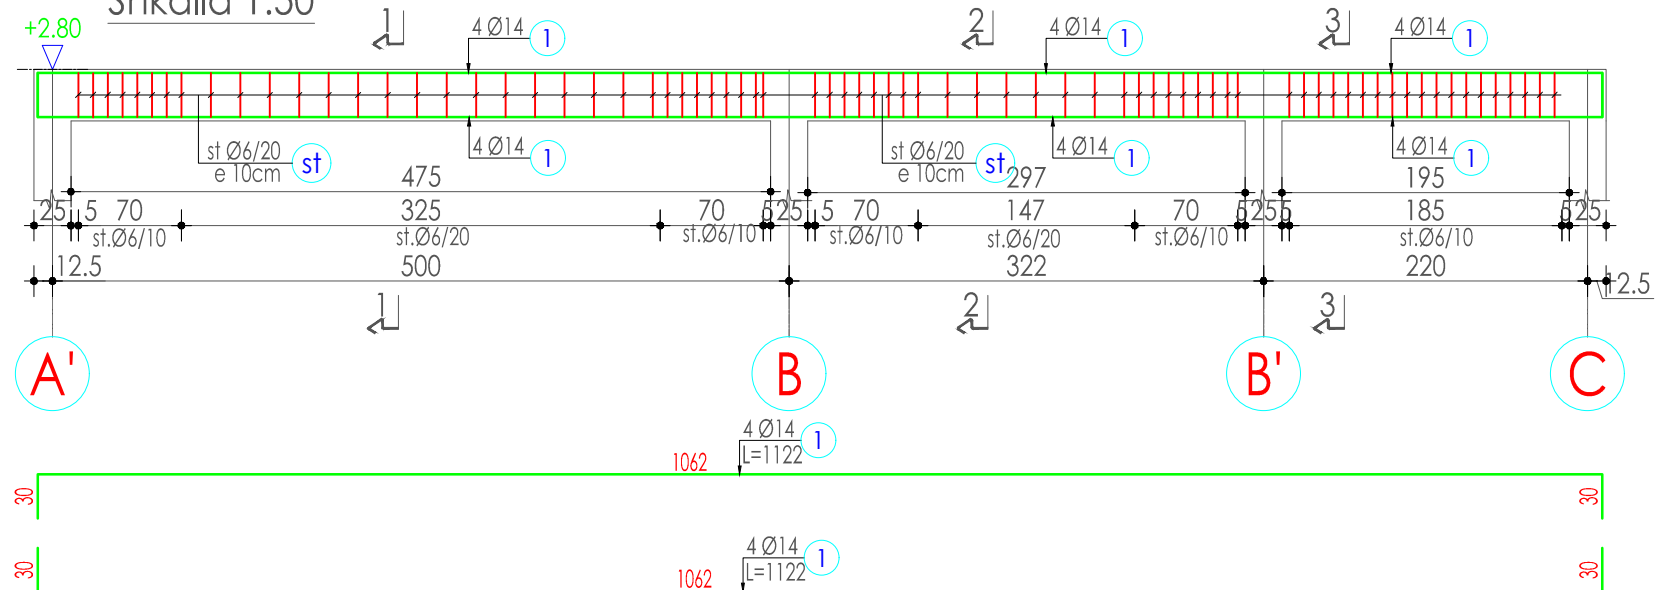 Shkalla 1:50
+2.80
1
2
3
4 Ø14 1
4 Ø14 1
4 Ø14 1
st Ø6/20
e 10cm
st
4 Ø14 1
st Ø6/20
e 10cm
st
4 Ø14 1
4 Ø14 1
475
297
195
25 5 70 325 70 5 25 5 70 147 70 5 25 5 185 5 25
st.Ø6/10 st.Ø6/20 st.Ø6/10 st.Ø6/10 st.Ø6/20 st.Ø6/10 st.Ø6/10
12.5 500 322 220 12.5
1
2
3
A' B B' C
4 Ø14 1
L=1122
1062
30
30
4 Ø14 1
L=1122
1062
30
30